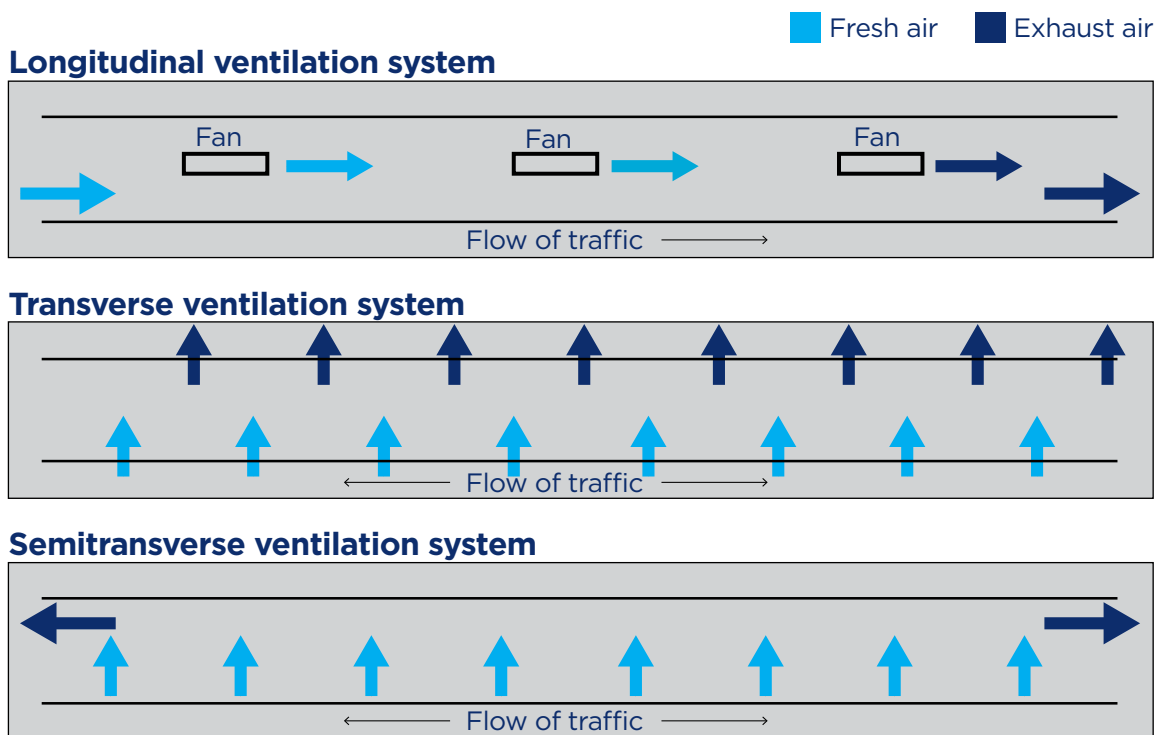 Fresh air Exhaust air
Longitudinal ventilation system
Fan Fan Fan
Flow of traffic
Transverse ventilation system
Flow of traffic
Semitransverse ventilation system
Flow of traffic